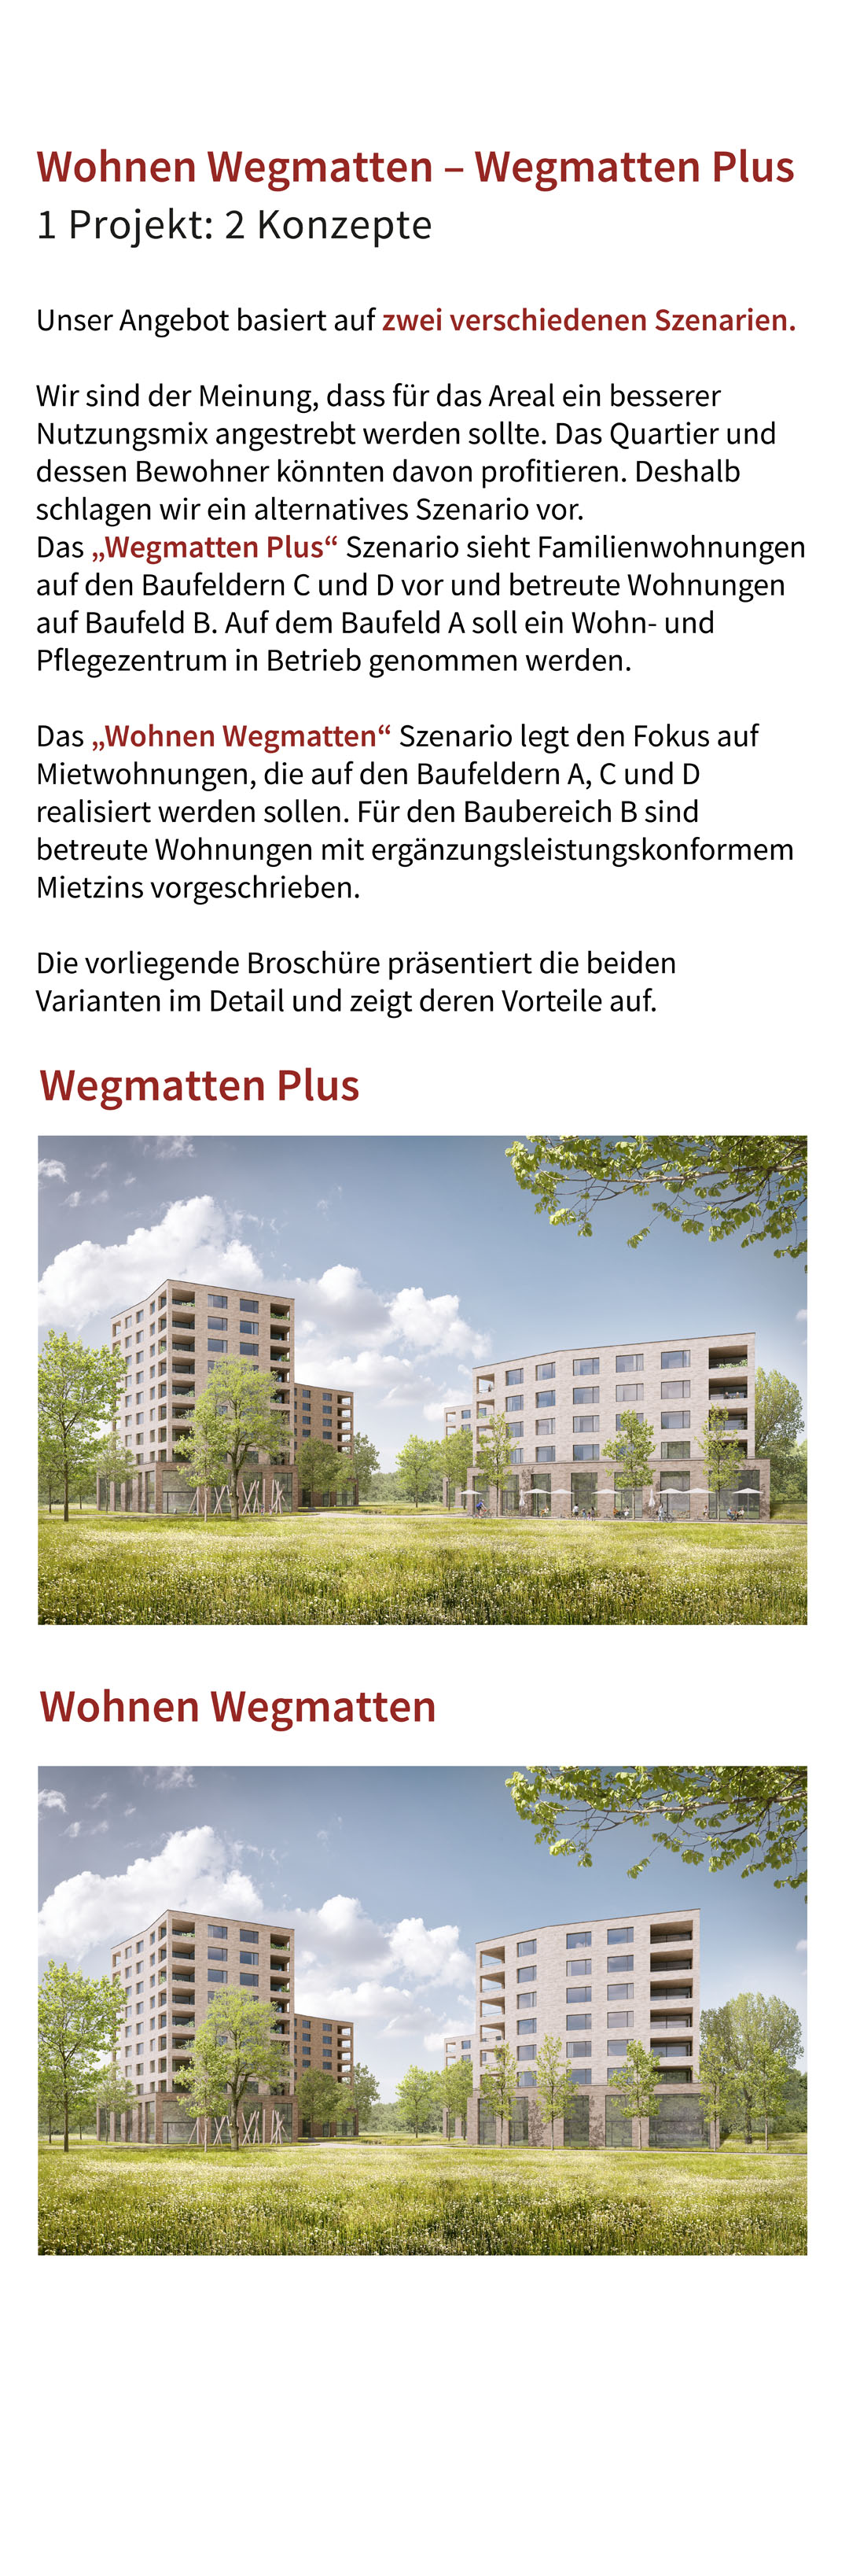 Wohnen Wegmatten – Wegmatten Plus
1 Projekt: 2 Konzepte
Unser Angebot basiert auf zwei verschiedenen Szenarien.
Wir sind der Meinung, dass für das Areal ein besserer
Nutzungsmix angestrebt werden sollte. Das Quartier und
dessen Bewohner könnten davon profitieren. Deshalb
schlagen wir ein alternatives Szenario vor.
Das „Wegmatten Plus“ Szenario sieht Familienwohnungen
auf den Baufeldern C und D vor und betreute Wohnungen
auf Baufeld B. Auf dem Baufeld A soll ein Wohn- und
Pflegezentrum in Betrieb genommen werden.
Das „Wohnen Wegmatten“ Szenario legt den Fokus auf
Mietwohnungen, die auf den Baufeldern A, C und D
realisiert werden sollen. Für den Baubereich B sind
betreute Wohnungen mit ergänzungsleistungskonformem
Mietzins vorgeschrieben.
Die vorliegende Broschüre präsentiert die beiden
Varianten im Detail und zeigt deren Vorteile auf.
Wegmatten Plus
Wohnen Wegmatten